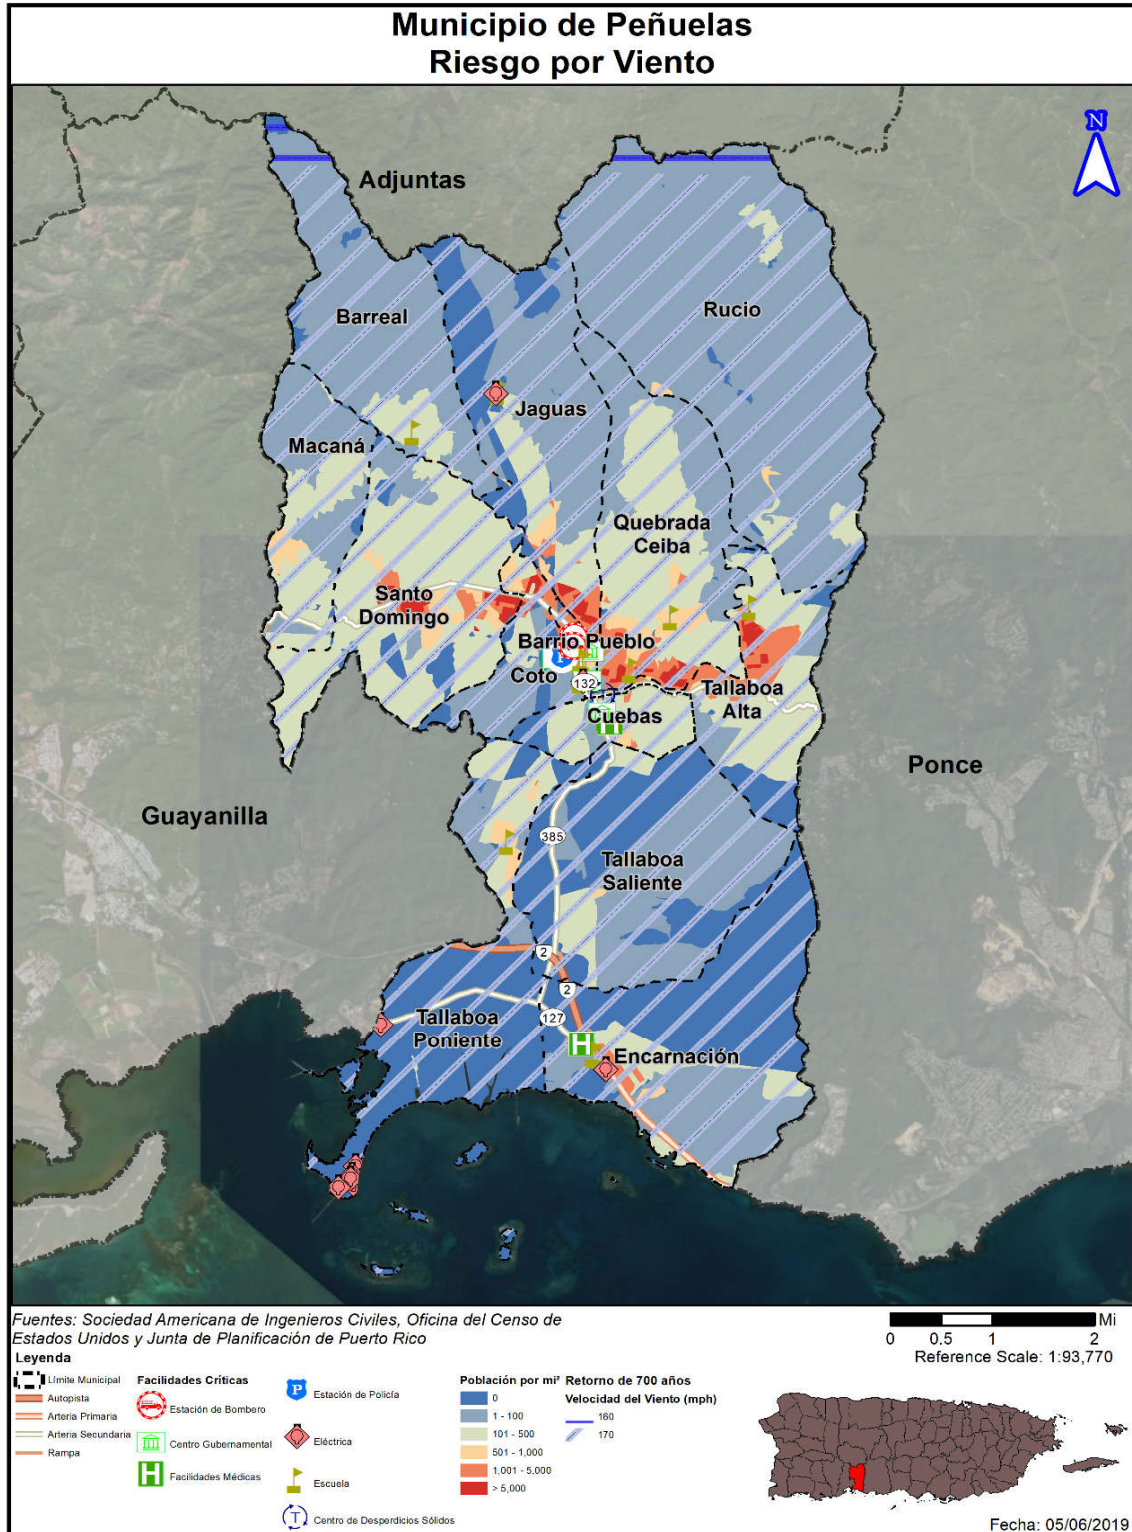 Municipio de Peñuelas
Riesgo por Viento
N
Adjuntas
Barreal
Rucio
Jaguas
Macaná
Quebrada
Ceiba
Santo
Domingo
Barrio Pueblo
P
Coto
132
Tallaboa
Alta
Cuebas
H
Ponce
Guayanilla
385
Tallaboa
Saliente
2
2
127
Tallaboa
Poniente
H
Encarnación
Fuentes: Sociedad Americana de Ingenieros Civiles, Oficina del Censo de
Estados Unidos y Junta de Planificación de Puerto Rico
0 0.5 1 2 Mi
Reference Scale: 1:93,770
Leyenda
Límite Municipal
Autopista
Arteria Primaria
Arteria Secundaria
Rampa
Facilidades Críticas
Estación de Bombero
Centro Gubernamental
H Facilidades Médicas
P Estación de Policía
Eléctrica
Escuela
T Centro de Desperdicios Sólidos
Población por mi²
0
1 - 100
101 - 500
501 - 1,000
1,001 - 5,000
> 5,000
Retorno de 700 años
Velocidad del Viento (mph)
160
170
Fecha: 05/06/2019